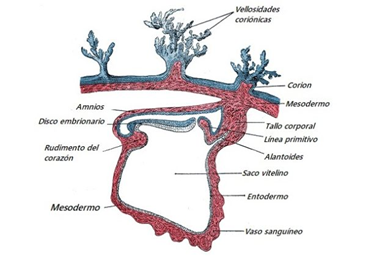 Vellosidades
coriónicas
Corion
Mesodermo
Amnios
Disco embrionario
Tallo corporal
Línea primitivo
Rudimento del
corazón
Alantoides
Saco vitelino
Entodermo
Mesodermo
Vaso sanguíneo